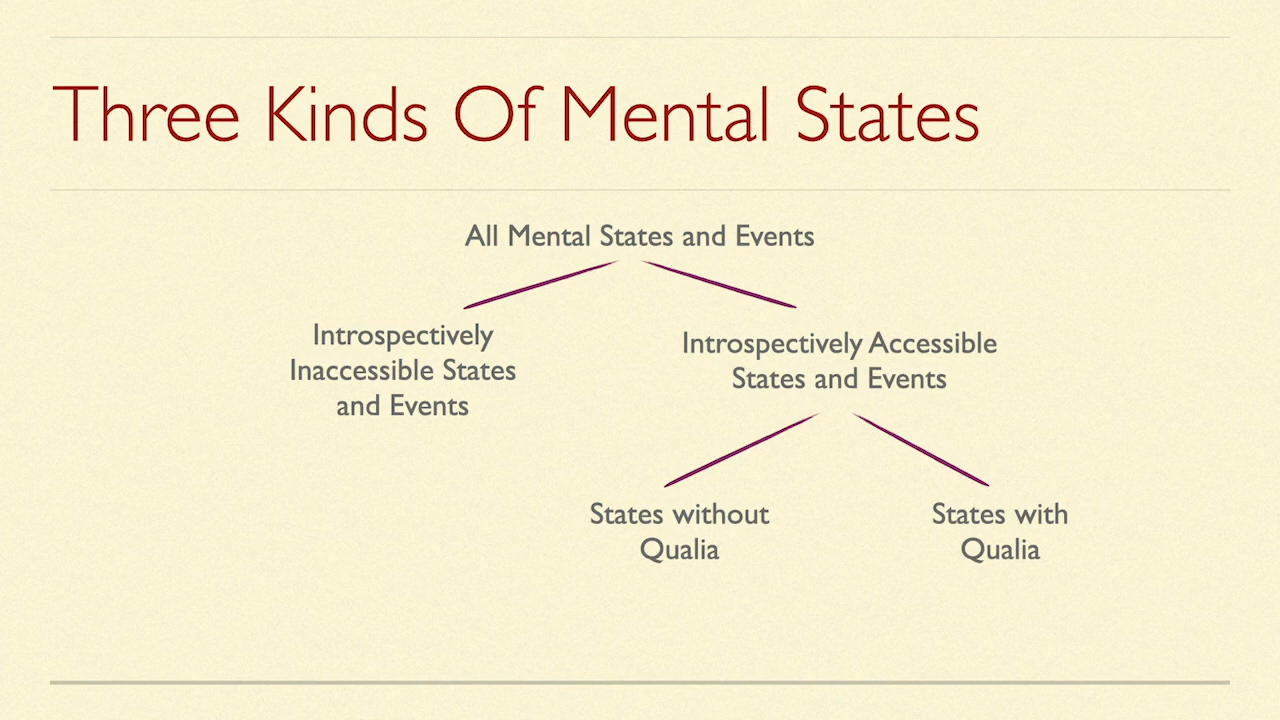 Three Kinds Of Mental States
All Mental States and Events
Introspectively
Inaccessible States
and Events
Introspectively Accessible
States and Events
States without
Qualia
States with
Qualia